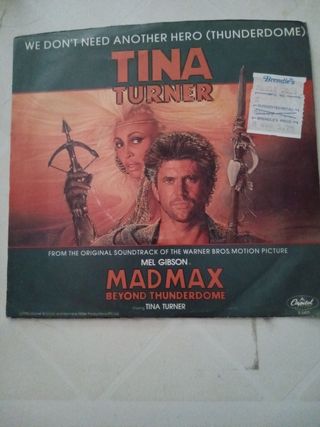 WE DON'T NEED ANOTHER HERO (THUNDERDOME)
TINA
TURNER
Brendle's
FROM THE ORIGINAL SOUNDTRACK OF THE WARNER BROS. MOTION PICTURE
MEL GIBSON
MAD MAX
BEYOND THUNDERDOME
TINA TURNER
Capitol